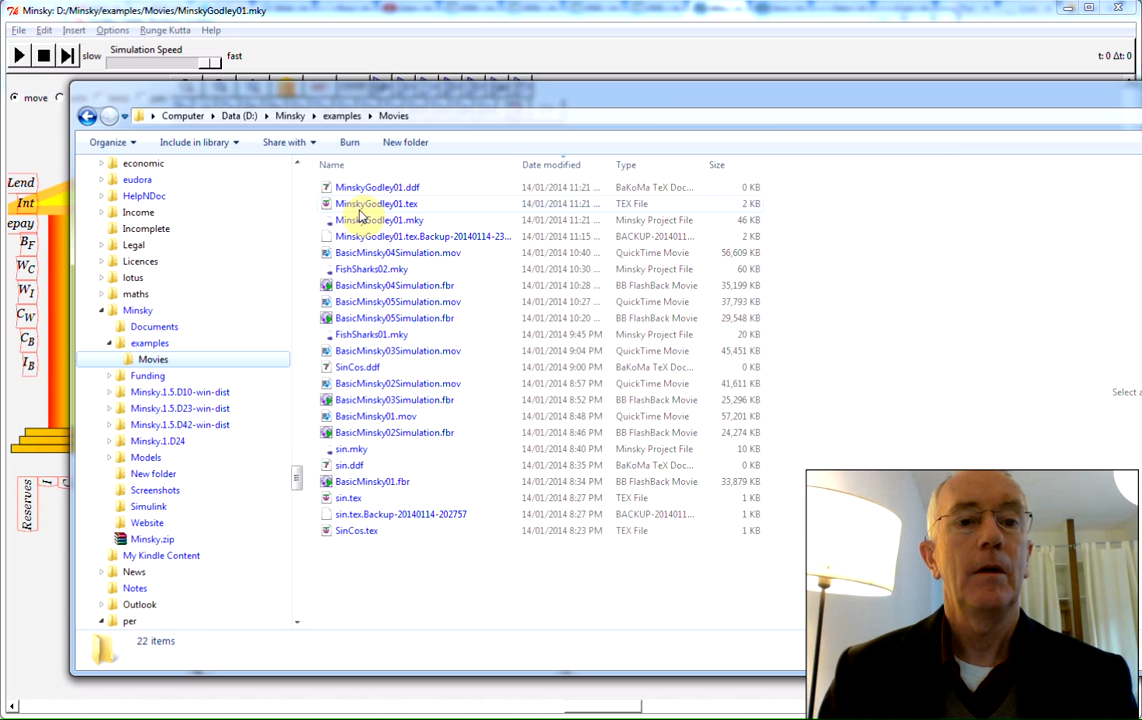 Minsky: D:/Minsky/examples/Movies/MinskyGodley01.mky
File Edit Insert Options Runge Kutta Help
Simulation Speed
slow fast t: 0 Δt: 0
move
Computer Data (D:) Minsky examples Movies
Organize Include in library Share with Burn New folder
Name Date modified Type Size
economic
eudora
HelpNDoc
Income
Incomplete
Legal
Licences
lotus
maths
Minsky
Documents
examples
Movies
Funding
Minsky.1.5.D10-win-dist
Minsky.1.5.D23-win-dist
Minsky.1.5.D42-win-dist
Minsky.1.D24
Models
New folder
Screenshots
Simulink
Website
Minsky.zip
My Kindle Content
News
Notes
Outlook
per
MinskyGodley01.ddf 14/01/2014 11:21 ... BaKoMa TeX Doc... 0 KB
MinskyGodley01.tex 14/01/2014 11:21 ... TEX File 2 KB
MinskyGodley01.mky 14/01/2014 11:21 ... Minsky Project File 46 KB
MinskyGodley01.tex.Backup-20140114-23... 14/01/2014 11:15 ... BACKUP-201401... 2 KB
BasicMinsky04Simulation.mov 14/01/2014 10:40 ... QuickTime Movie 56,609 KB
FishSharks02.mky 14/01/2014 10:30 ... Minsky Project File 60 KB
BasicMinsky04Simulation.fbr 14/01/2014 10:28 ... BB FlashBack Movie 35,199 KB
BasicMinsky05Simulation.mov 14/01/2014 10:27 ... QuickTime Movie 37,793 KB
BasicMinsky05Simulation.fbr 14/01/2014 10:20 ... BB FlashBack Movie 29,548 KB
FishSharks01.mky 14/01/2014 9:45 PM Minsky Project File 20 KB
BasicMinsky03Simulation.mov 14/01/2014 9:04 PM QuickTime Movie 45,451 KB
SinCos.ddf 14/01/2014 9:00 PM BaKoMa TeX Doc... 0 KB
BasicMinsky02Simulation.mov 14/01/2014 8:57 PM QuickTime Movie 41,611 KB
BasicMinsky03Simulation.fbr 14/01/2014 8:52 PM BB FlashBack Movie 25,296 KB
BasicMinsky01.mov 14/01/2014 8:48 PM QuickTime Movie 57,201 KB
BasicMinsky02Simulation.fbr 14/01/2014 8:46 PM BB FlashBack Movie 24,274 KB
sin.mky 14/01/2014 8:40 PM Minsky Project File 10 KB
sin.ddf 14/01/2014 8:35 PM BaKoMa TeX Doc... 0 KB
BasicMinsky01.fbr 14/01/2014 8:34 PM BB FlashBack Movie 33,879 KB
sin.tex 14/01/2014 8:27 PM TEX File 1 KB
sin.tex.Backup-20140114-202757 14/01/2014 8:27 PM BACKUP-201401... 1 KB
SinCos.tex 14/01/2014 8:23 PM TEX File 1 KB
Select a
22 items
Lend
Int
epay
B_F
W_C
W_I
C_W
C_B
I_B
Reserves